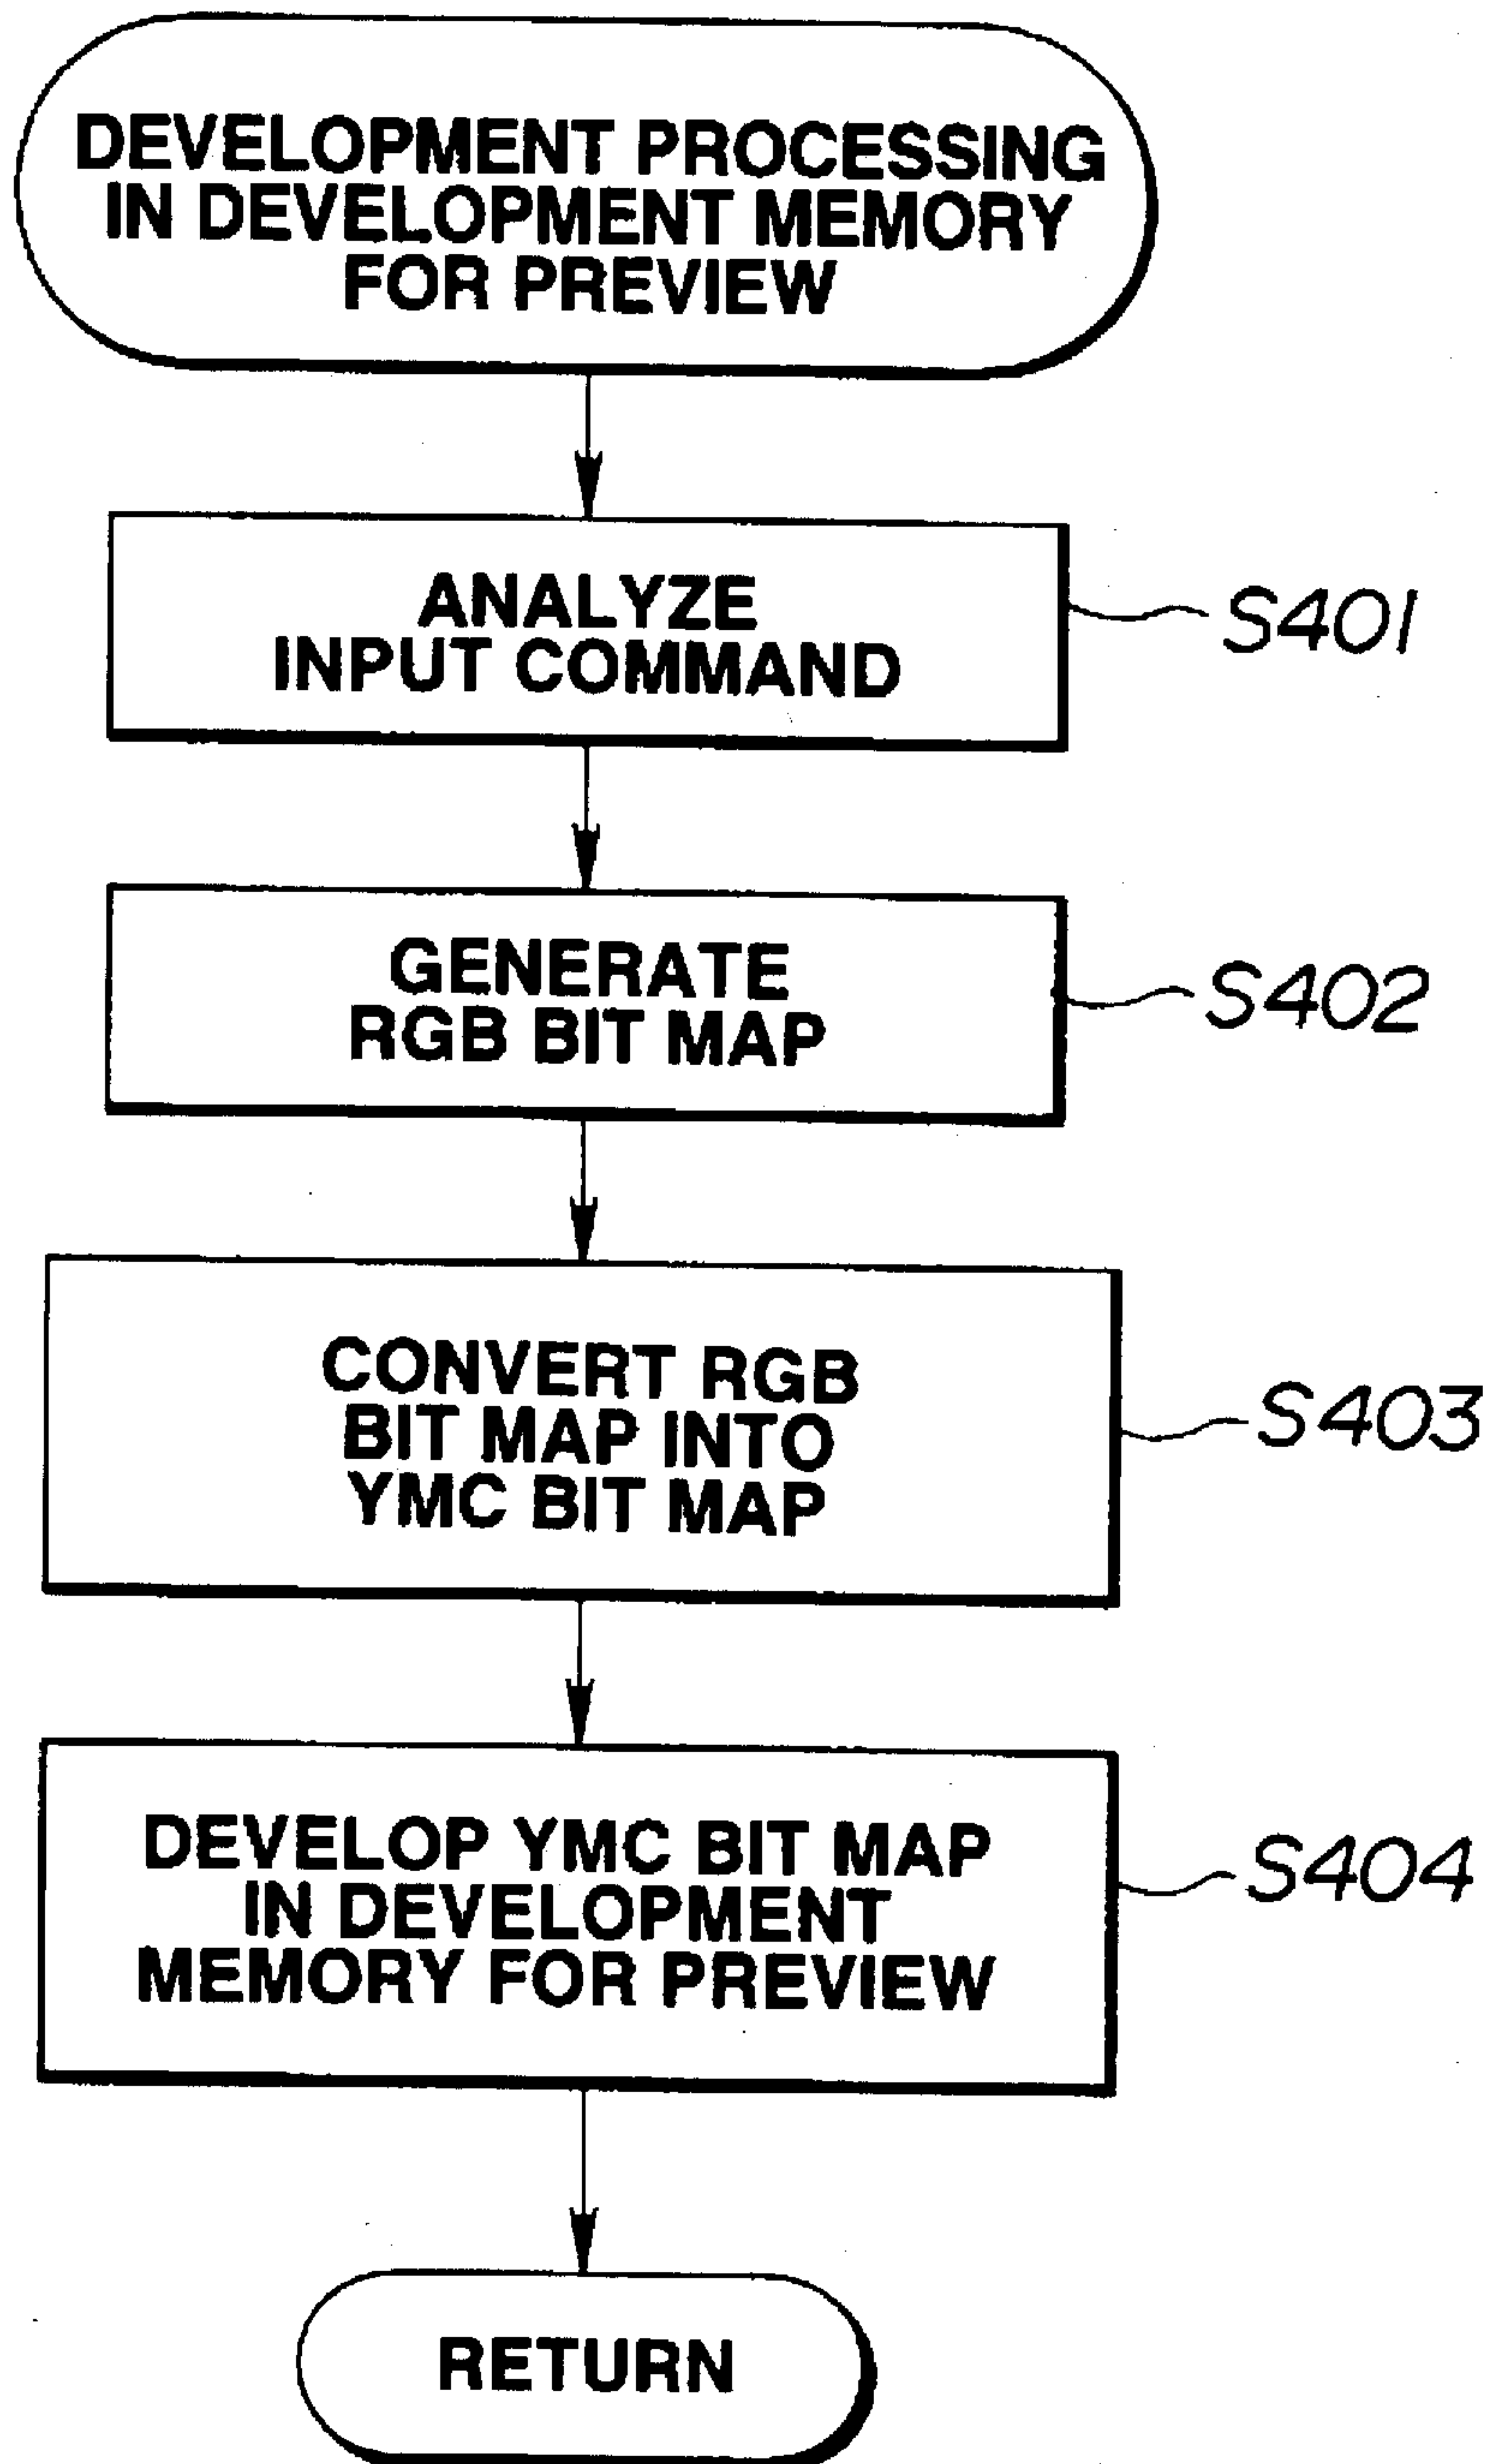 DEVELOPMENT PROCESSING
IN DEVELOPMENT MEMORY
FOR PREVIEW
ANALYZE
INPUT COMMAND
S401
GENERATE
RGB BIT MAP
S402
CONVERT RGB
BIT MAP INTO
YMC BIT MAP
S403
DEVELOP YMC BIT MAP
IN DEVELOPMENT
MEMORY FOR PREVIEW
S404
RETURN